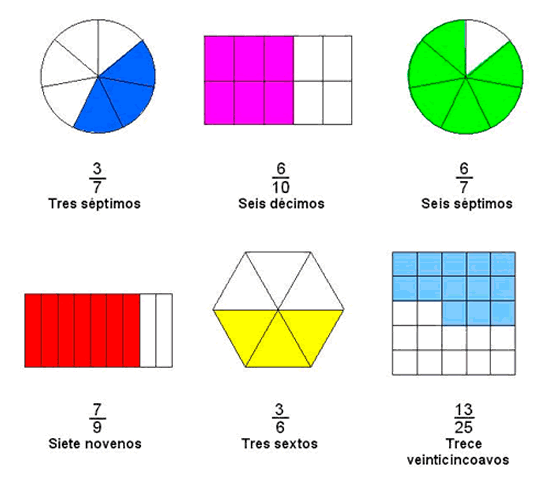 3/7 6/10 6/7
Tres séptimos Seis décimos Seis séptimos
7/9 3/6 13/25
Siete novenos Tres sextos Trece
veinticincoavos